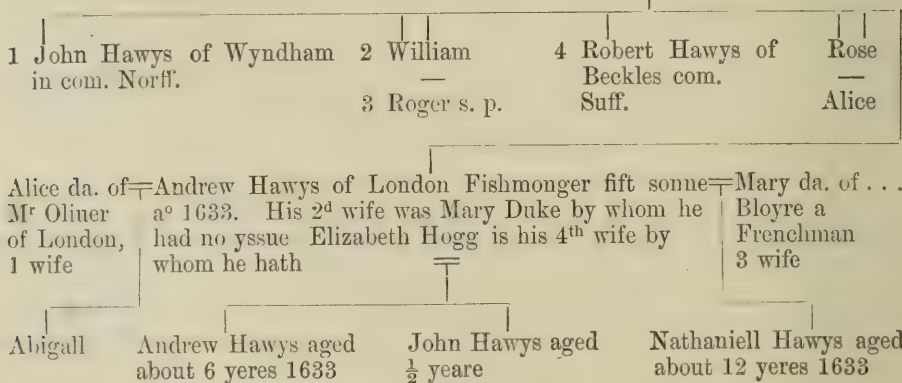 1 John Hawys of Wyndham
in com. Norff.
2 William
—
3 Roger s. p.
4 Robert Hawys of
Beckles com.
Suff.
Rose
—
Alice
Alice da. of
Mr Oliuer
of London,
1 wife
Andrew Hawys of London Fishmonger fift sonne
ao 1633. His 2d wife was Mary Duke by whom he
had no yssue Elizabeth Hogg is his 4th wife by
whom he hath
Mary da. of . . .
Bloyre a
Frenchman
3 wife
Abigall
Andrew Hawys aged
about 6 yeres 1633
John Hawys aged
½ yeare
Nathaniell Hawys aged
about 12 yeres 1633